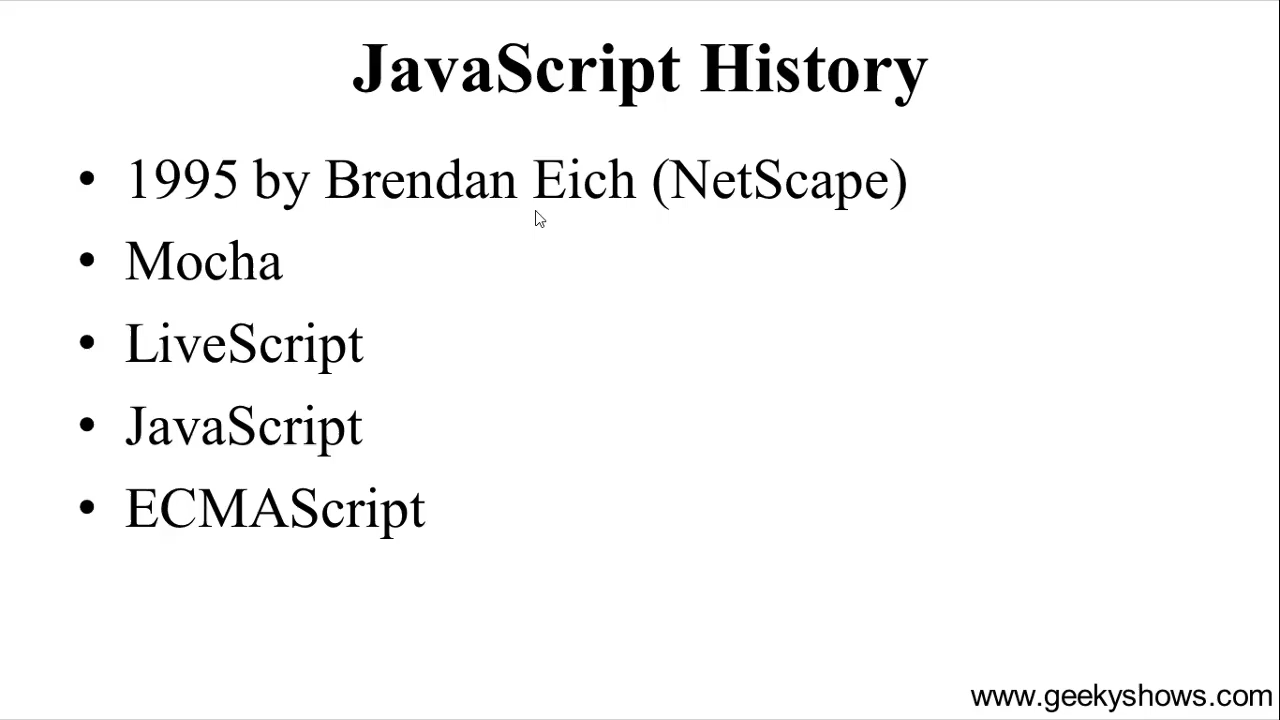 JavaScript History
• 1995 by Brendan Eich (NetScape)
• Mocha
• LiveScript
• JavaScript
• ECMAScript
www.geekyshows.com